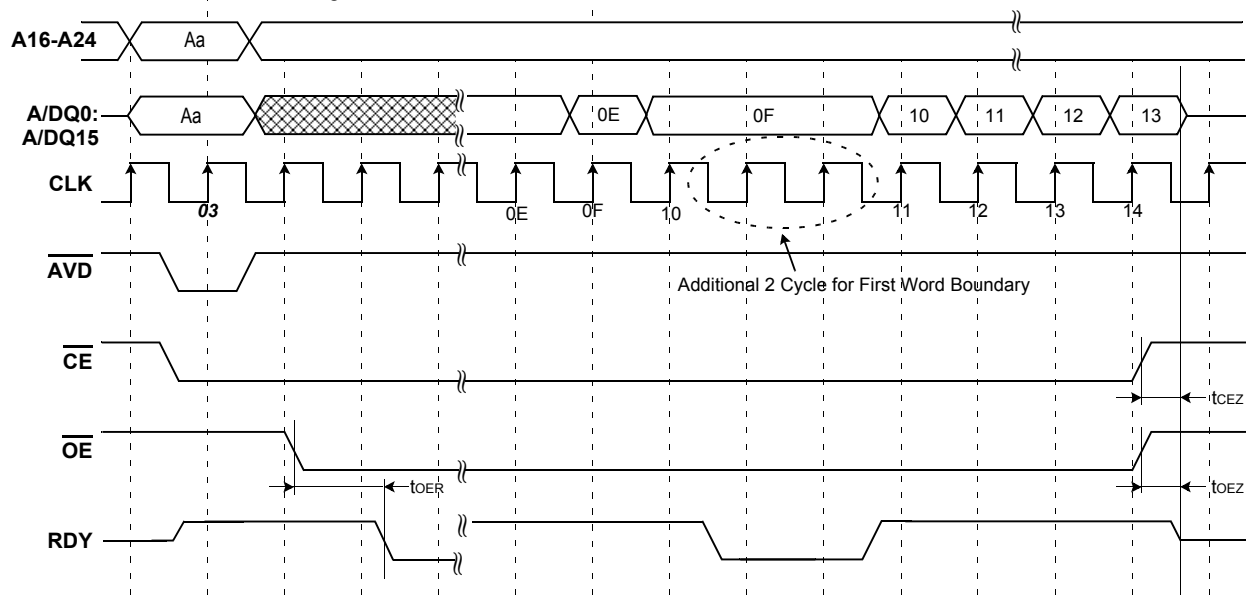 A16-A24
Aa
A/DQ0:
A/DQ15
Aa
0E
0F
10
11
12
13
CLK
03
0E
0F
10
11
12
13
14
AVD
Additional 2 Cycle for First Word Boundary
CE
tCEZ
OE
tOER
tOEZ
RDY